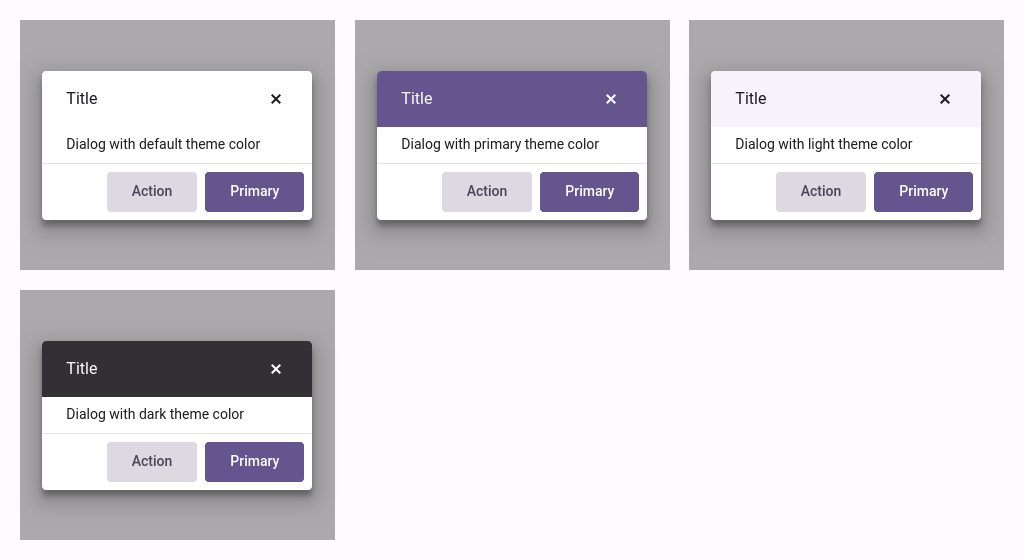 Title ✕
Dialog with default theme color
Action Primary
Title ✕
Dialog with primary theme color
Action Primary
Title ✕
Dialog with light theme color
Action Primary
Title ✕
Dialog with dark theme color
Action Primary